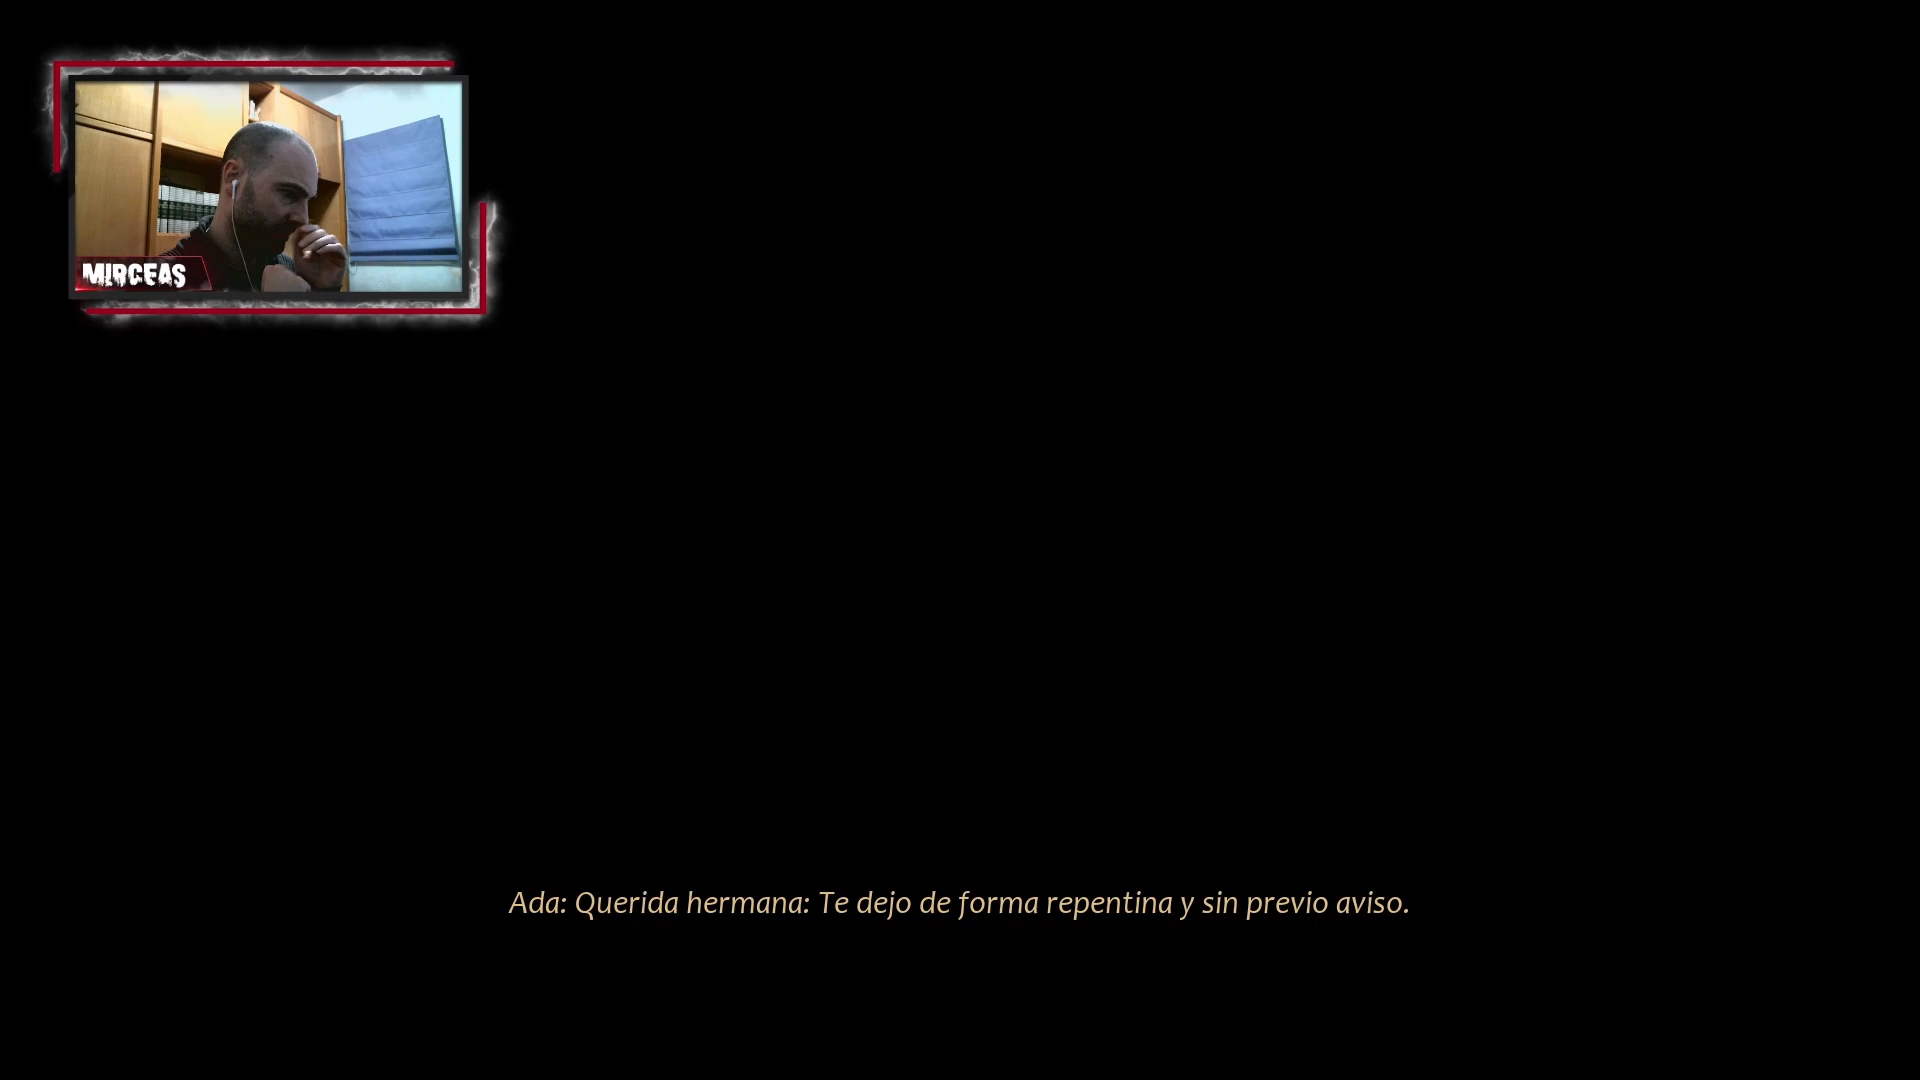 MIRCEAS
Ada: Querida hermana: Te dejo de forma repentina y sin previo aviso.